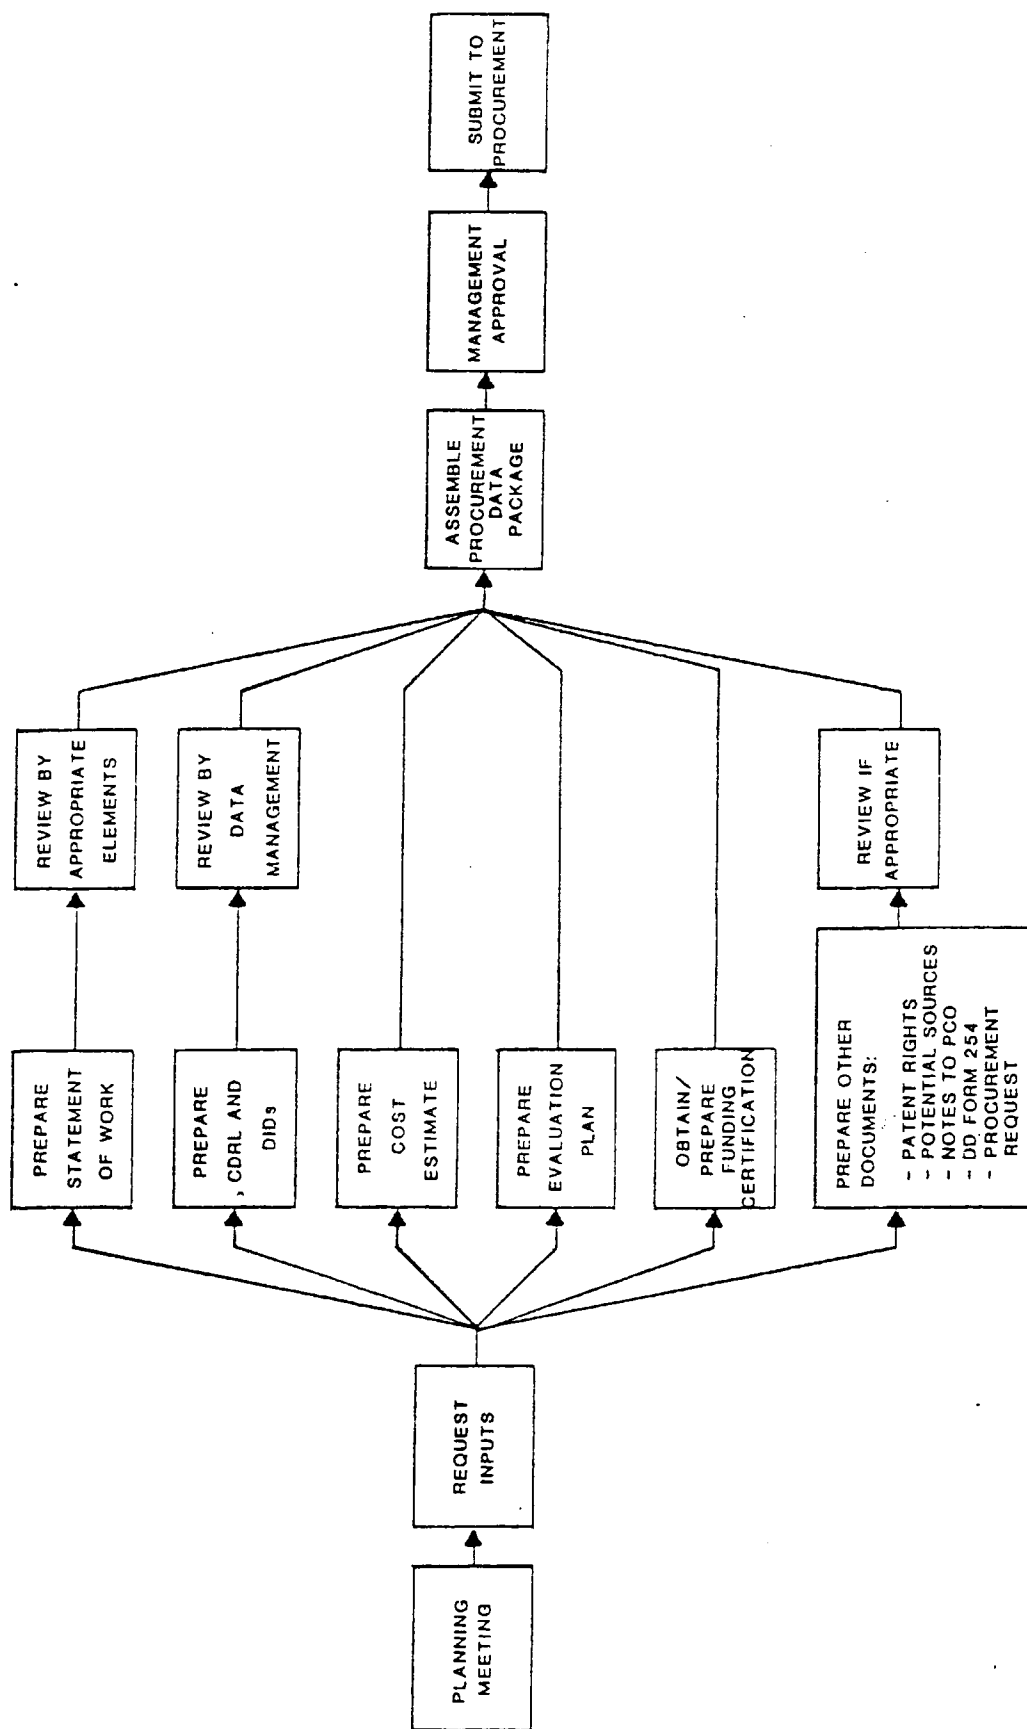 PLANNING
MEETING
REQUEST
INPUTS
PREPARE
STATEMENT
OF WORK
PREPARE
, CDRL AND
DIDs
PREPARE
COST
ESTIMATE
PREPARE
EVALUATION
PLAN
OBTAIN/
PREPARE
FUNDING
CERTIFICATION
PREPARE OTHER
DOCUMENTS:
- PATENT RIGHTS
- POTENTIAL SOURCES
- NOTES TO PCO
- DD FORM 254
- PROCUREMENT
REQUEST
REVIEW BY
APPROPRIATE
ELEMENTS
REVIEW BY
DATA
MANAGEMENT
REVIEW IF
APPROPRIATE
ASSEMBLE
PROCUREMENT
DATA
PACKAGE
MANAGEMENT
APPROVAL
SUBMIT TO
PROCUREMENT